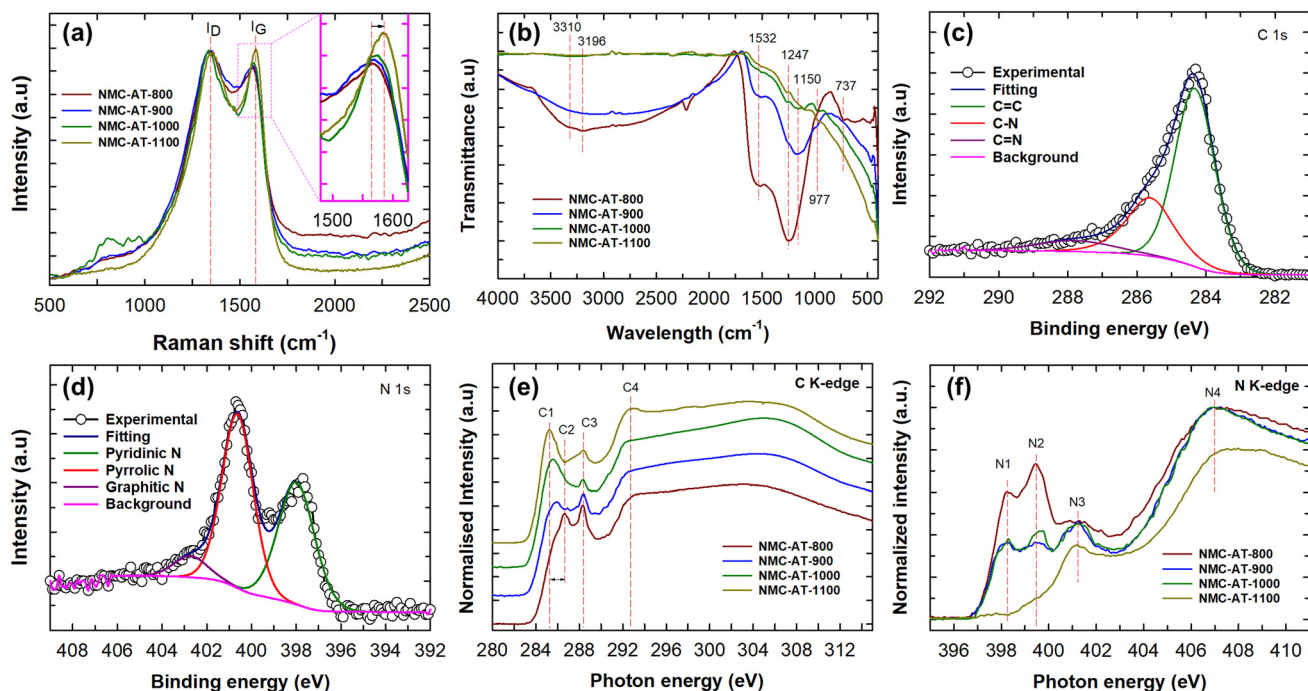 (a)
I_D
I_G
NMC-AT-800
NMC-AT-900
NMC-AT-1000
NMC-AT-1100
1500 1600
Intensity (a.u)
500 1000 1500 2000 2500
Raman shift (cm⁻¹)
(b)
3310
3196
1532
1247
1150
737
977
NMC-AT-800
NMC-AT-900
NMC-AT-1000
NMC-AT-1100
Transmittance (a.u)
4000 3500 3000 2500 2000 1500 1000 400
Wavelength (cm⁻¹)
(c)
C 1s
Experimental
Fitting
C=C
C-N
C=N
Background
Intensity (a.u)
292 290 288 286 284 282
Binding energy (eV)
(d)
N 1s
Experimental
Fitting
Pyridinic N
Pyrrolic N
Graphitic N
Background
Intensity (a.u)
408 406 404 402 400 398 396 394 392
Binding energy (eV)
(e)
C K-edge
C1
C2
C3
C4
NMC-AT-800
NMC-AT-900
NMC-AT-1000
NMC-AT-1100
Normalised Intensity (a.u.)
280 284 288 292 296 300 304 308 312
Photon energy (eV)
(f)
N K-edge
N1
N2
N3
N4
NMC-AT-800
NMC-AT-900
NMC-AT-1000
NMC-AT-1100
Normalized intensity (a.u.)
396 398 400 402 404 406 408 410
Photon energy (eV)